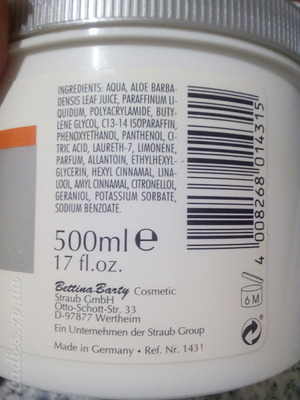 INGREDIENTS: AQUA, ALOE BARBA-
DENSIS LEAF JUICE, PARAFFINUM LI-
QUIDUM, POLYACRYLAMIDE, BUTY-
LENE GLYCOL, C13-14 ISOPARAFFIN,
PHENOXYETHANOL, PANTHENOL, CI-
TRIC ACID, LAURETH-7, LIMONENE,
PARFUM, ALLANTOIN, ETHYLHEXYL-
GLYCERIN, HEXYL CINNAMAL, LINA-
LOOL, AMYL CINNAMAL, CITRONELLOL,
GERANIOL, POTASSIUM SORBATE,
SODIUM BENZOATE.
500ml e
17 fl.oz.
Bettina Barty Cosmetic
Straub GmbH
Otto-Schott-Str. 33
D-97877 Wertheim
Ein Unternehmen der Straub Group
Made in Germany • Ref. Nr. 1431
4 008268 014315
6 M